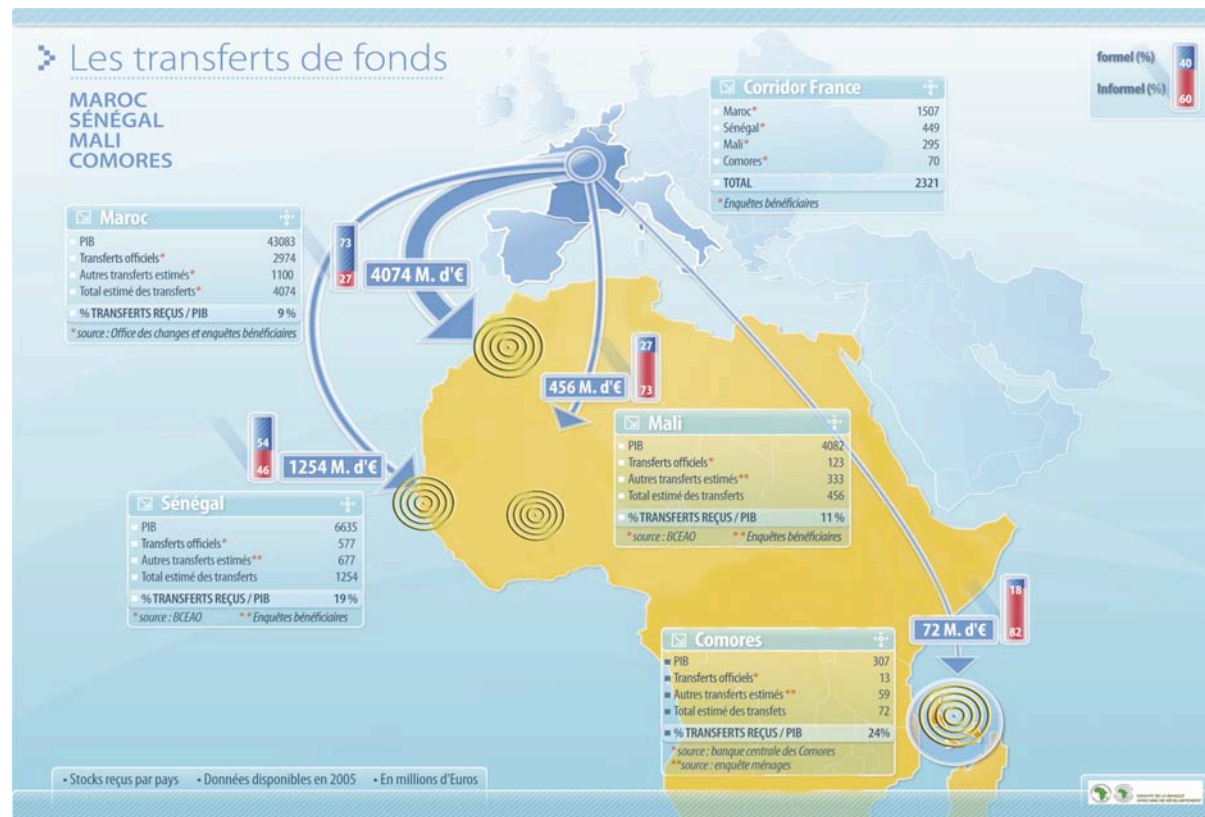 Les transferts de fonds
MAROC
SÉNÉGAL
MALI
COMORES
formel (%)
40
Informel (%)
60
Corridor France
Maroc* 1507
Sénégal* 449
Mali* 295
Comores* 70
TOTAL 2321
* Enquêtes bénéficiaires
Maroc
PIB 43083
Transferts officiels* 2974
Autres transferts estimés* 1100
Total estimé des transferts* 4074
% TRANSFERTS REÇUS / PIB 9 %
* source : Office des changes et enquêtes bénéficiaires
73
27
4074 M. d'€
27
73
456 M. d'€
Mali
PIB 4082
Transferts officiels* 123
Autres transferts estimés** 333
Total estimé des transferts 456
% TRANSFERTS REÇUS / PIB 11 %
* source : BCEAO ** Enquêtes bénéficiaires
54
46
1254 M. d'€
Sénégal
PIB 6635
Transferts officiels* 577
Autres transferts estimés** 677
Total estimé des transferts 1254
% TRANSFERTS REÇUS / PIB 19 %
* source : BCEAO ** Enquêtes bénéficiaires
18
82
72 M. d'€
Comores
PIB 307
Transferts officiels* 13
Autres transferts estimés ** 59
Total estimé des transfets 72
% TRANSFERTS REÇUS / PIB 24%
* source : banque centrale des Comores
**source : enquête ménages
• Stocks reçus par pays • Données disponibles en 2005 • En millions d'Euros
GROUPE DE LA BANQUE
AFRICAINE DE DÉVELOPPEMENT